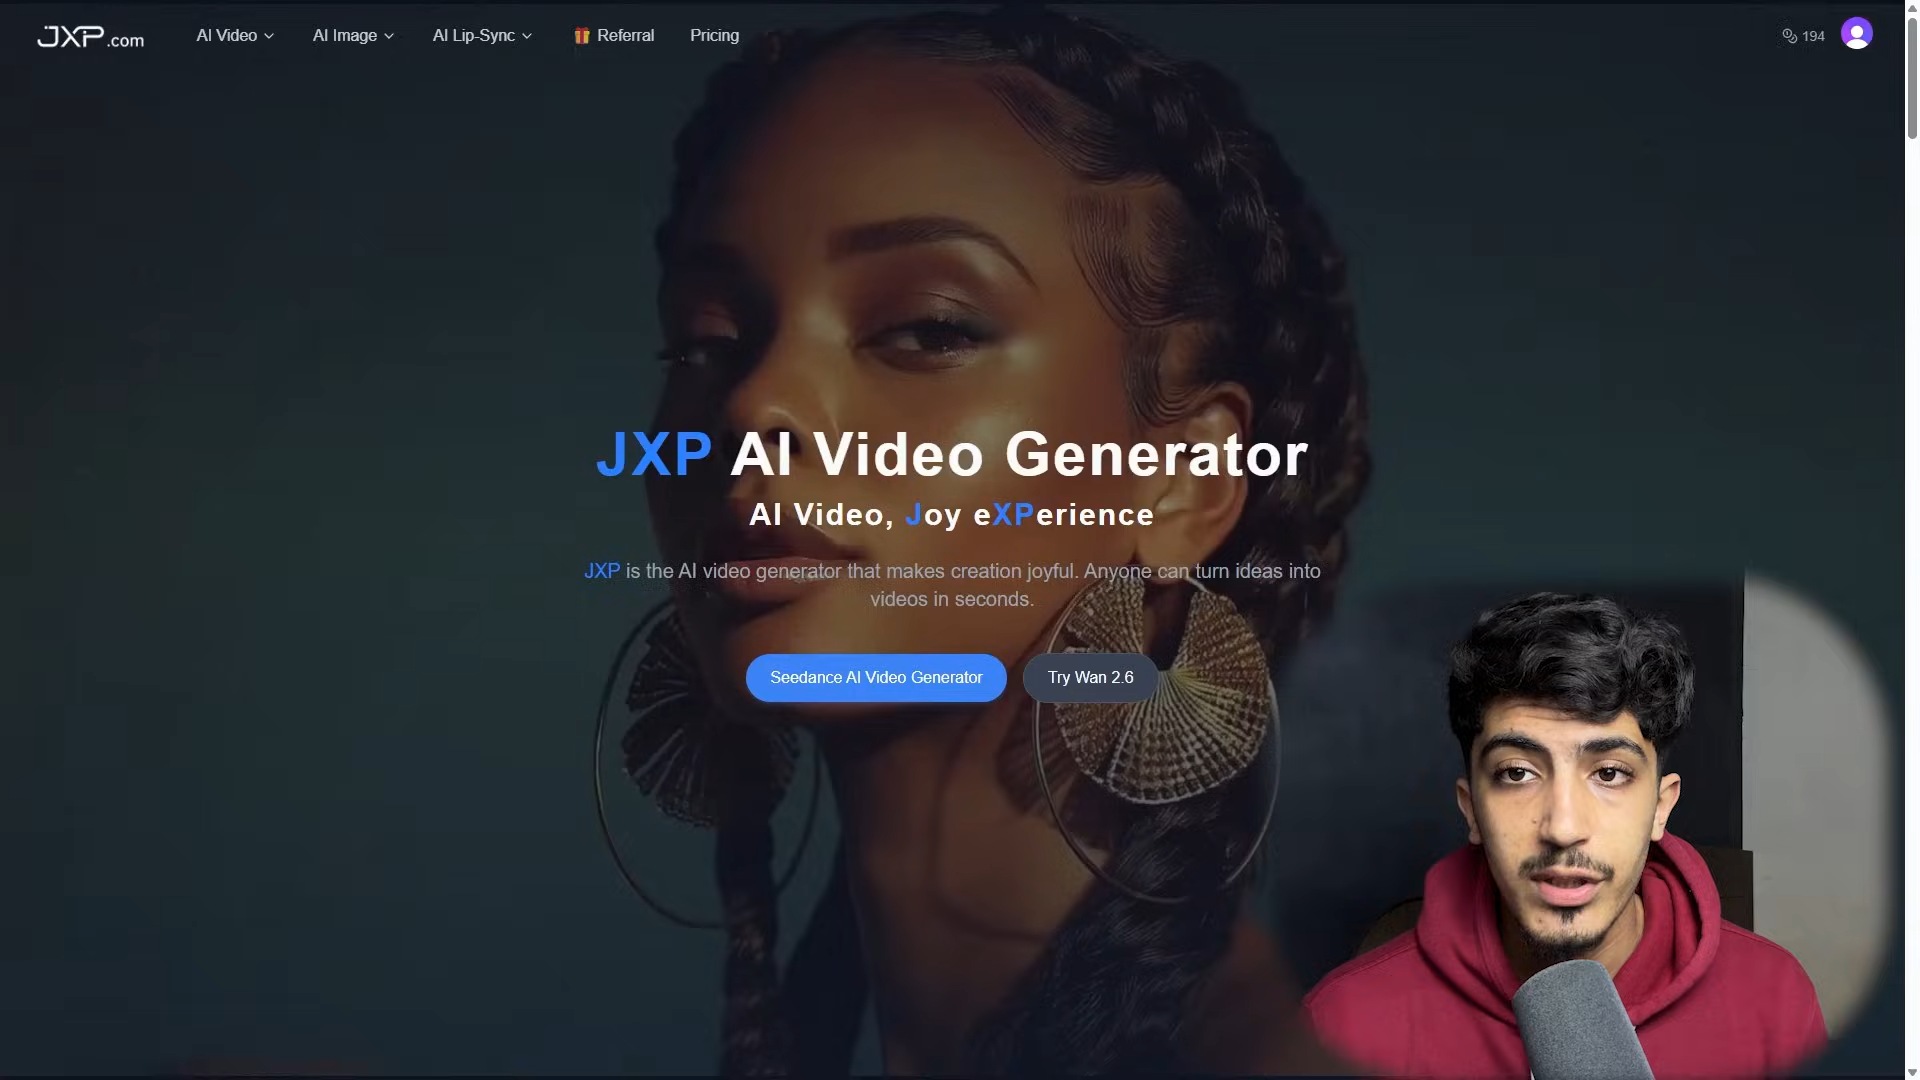 JXP.com
AI Video
AI Image
AI Lip-Sync
Referral
Pricing
194
JXP AI Video Generator
AI Video, Joy eXPerience
JXP is the AI video generator that makes creation joyful. Anyone can turn ideas into
videos in seconds.
Seedance AI Video Generator
Try Wan 2.6